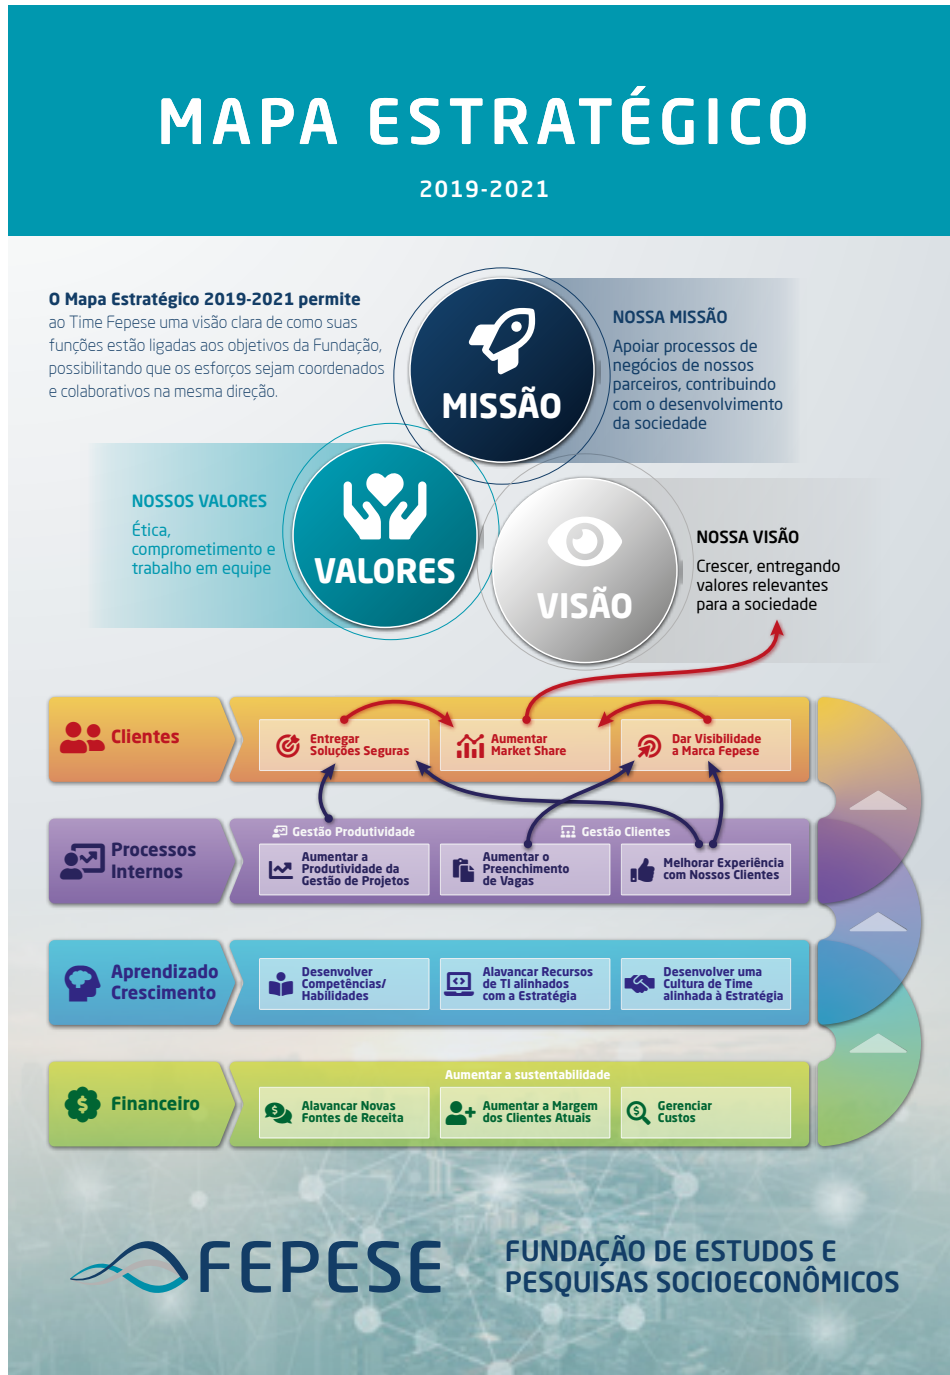 MAPA ESTRATÉGICO
2019-2021
O Mapa Estratégico 2019-2021 permite
ao Time Fepese uma visão clara de como suas
funções estão ligadas aos objetivos da Fundação,
possibilitando que os esforços sejam coordenados
e colaborativos na mesma direção.
MISSÃO
NOSSA MISSÃO
Apoiar processos de
negócios de nossos
parceiros, contribuindo
com o desenvolvimento
da sociedade
NOSSOS VALORES
Ética,
comprometimento e
trabalho em equipe
VALORES
VISÃO
NOSSA VISÃO
Crescer, entregando
valores relevantes
para a sociedade
Clientes
Entregar
Soluções Seguras
Aumentar
Market Share
Dar Visibilidade
a Marca Fepese
Processos
Internos
Gestão Produtividade
Gestão Clientes
Aumentar a
Produtividade da
Gestão de Projetos
Aumentar o
Preenchimento
de Vagas
Melhorar Experiência
com Nossos Clientes
Aprendizado
Crescimento
Desenvolver
Competências/
Habilidades
Alavancar Recursos
de TI alinhados
com a Estratégia
Desenvolver uma
Cultura de Time
alinhada à Estratégia
Financeiro
Aumentar a sustentabilidade
Alavancar Novas
Fontes de Receita
Aumentar a Margem
dos Clientes Atuais
Gerenciar
Custos
FEPESE
FUNDAÇÃO DE ESTUDOS E
PESQUISAS SOCIOECONÔMICOS